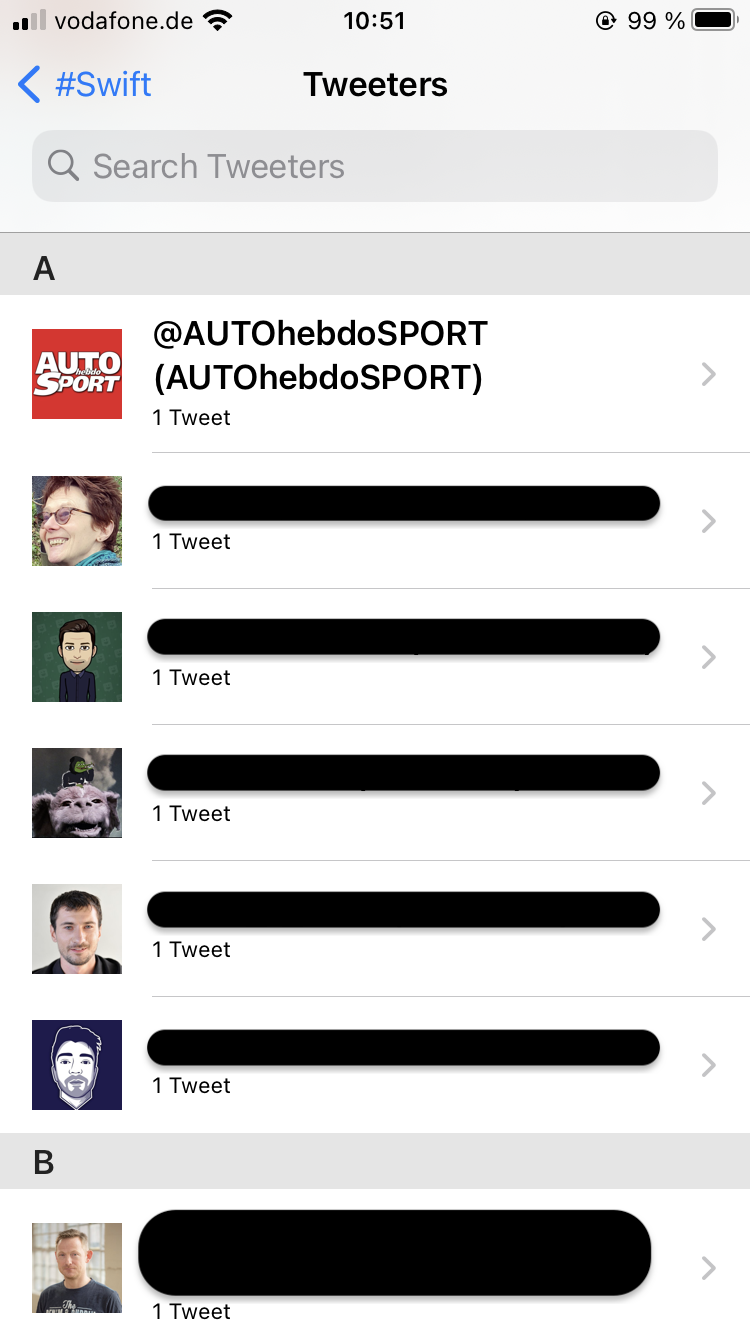 vodafone.de 10:51 99 %
#Swift Tweeters
Search Tweeters
A
AUTO
hebdo
SPORT
@AUTOhebdoSPORT
(AUTOhebdoSPORT)
1 Tweet
1 Tweet
1 Tweet
1 Tweet
1 Tweet
1 Tweet
B
The
1 Tweet